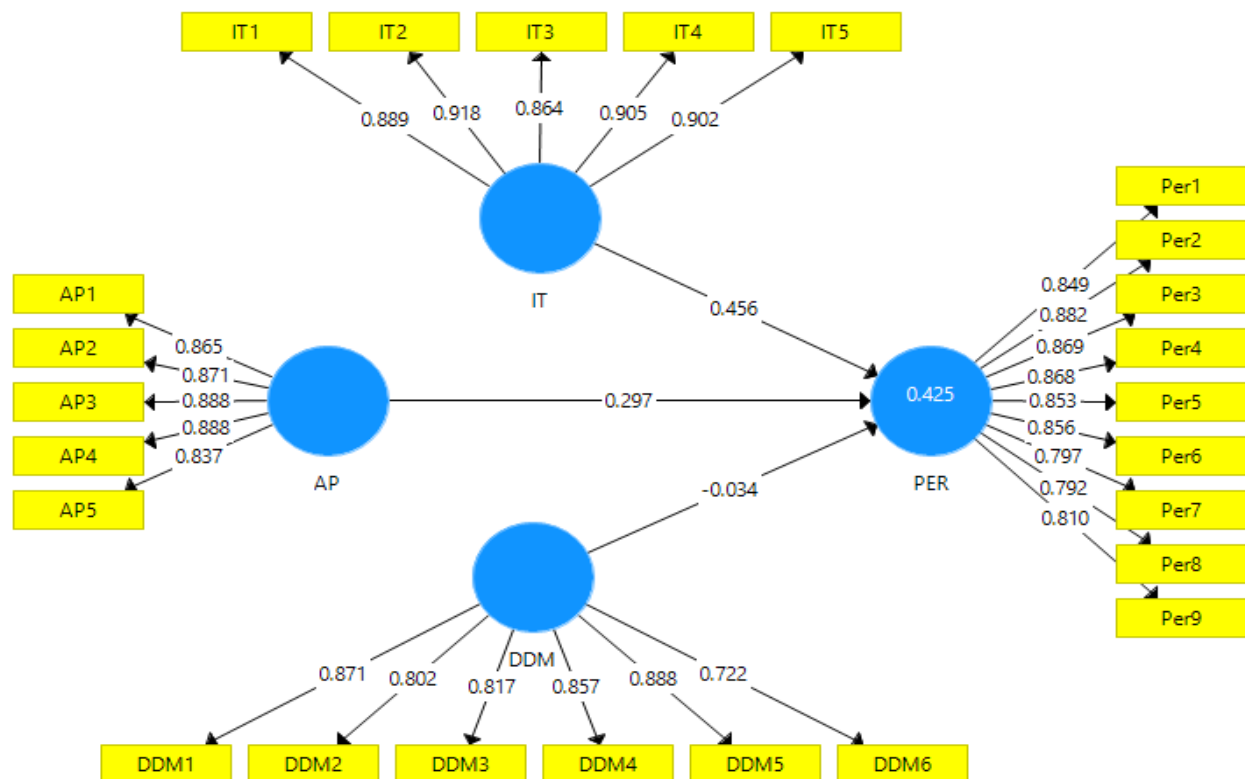 IT1
IT2
IT3
IT4
IT5
0.889
0.918
0.864
0.905
0.902
IT
AP1
AP2
AP3
AP4
AP5
0.865
0.871
0.888
0.888
0.837
AP
0.456
0.297
-0.034
0.425
PER
Per1
Per2
Per3
Per4
Per5
Per6
Per7
Per8
Per9
0.849
0.882
0.869
0.868
0.853
0.856
0.797
0.792
0.810
DDM
0.871
0.802
0.817
0.857
0.888
0.722
DDM1
DDM2
DDM3
DDM4
DDM5
DDM6